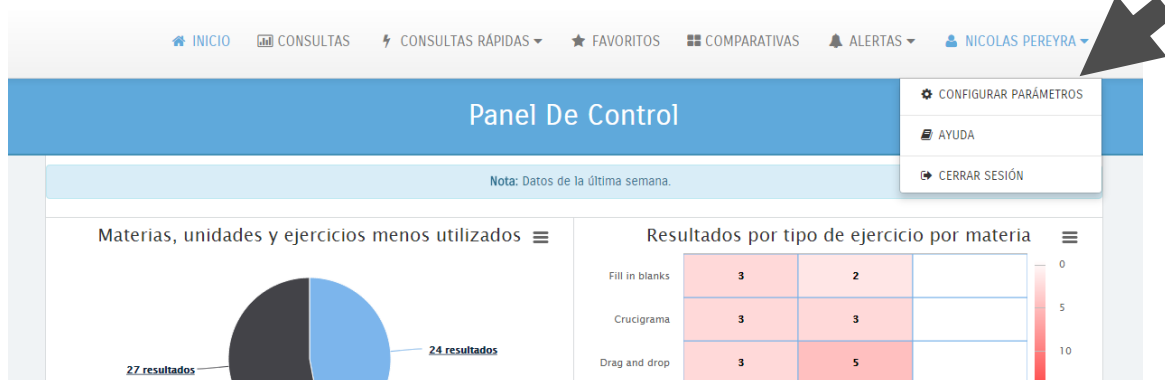 INICIO CONSULTAS CONSULTAS RÁPIDAS FAVORITOS COMPARATIVAS ALERTAS NICOLAS PEREYRA
CONFIGURAR PARÁMETROS
Panel De Control
AYUDA
CERRAR SESIÓN
Nota: Datos de la última semana.
Materias, unidades y ejercicios menos utilizados
24 resultados
27 resultados
Resultados por tipo de ejercicio por materia
Fill in blanks 3 2
Crucigrama 3 3
Drag and drop 3 5
0
5
10